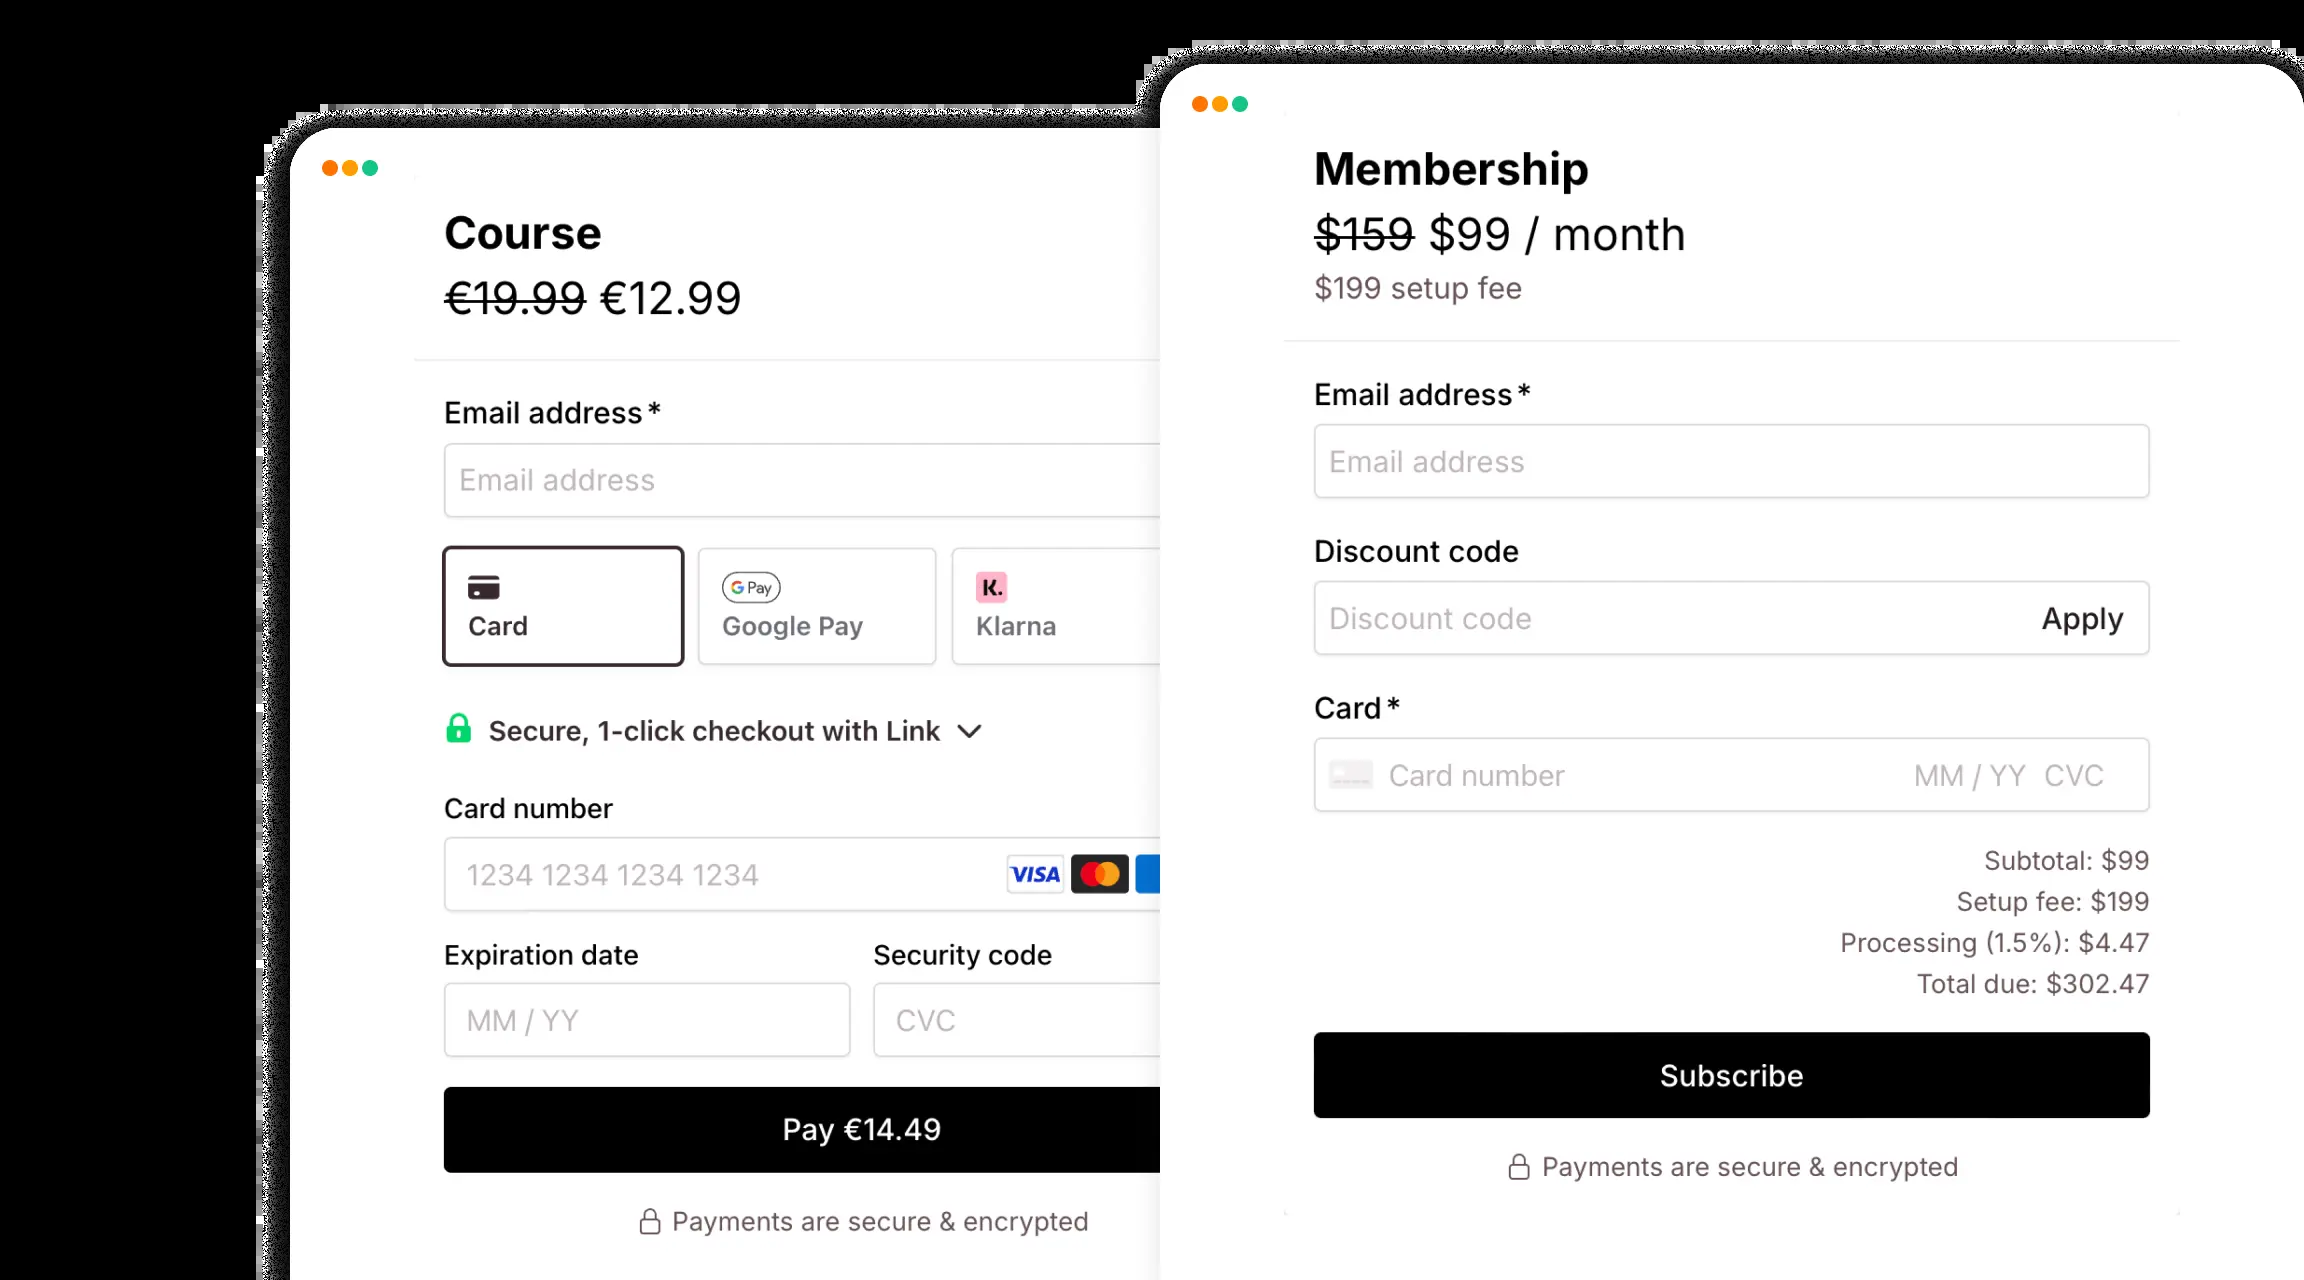 Course
€19.99 €12.99
Email address *
Email address
Card
G Pay
Google Pay
K.
Klarna
Secure, 1-click checkout with Link
Card number
1234 1234 1234 1234
VISA
Expiration date
Security code
MM / YY
CVC
Pay €14.49
Payments are secure & encrypted
Membership
$159 $99 / month
$199 setup fee
Email address *
Email address
Discount code
Discount code
Apply
Card *
Card number
MM / YY CVC
Subtotal: $99
Setup fee: $199
Processing (1.5%): $4.47
Total due: $302.47
Subscribe
Payments are secure & encrypted